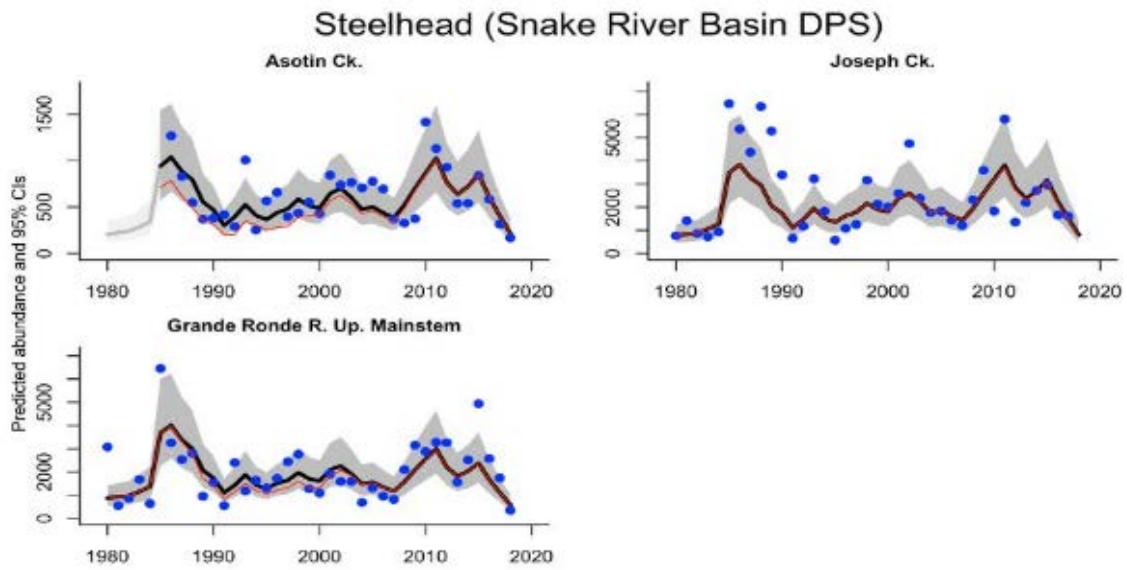 Steelhead (Snake River Basin DPS)
Asotin Ck.
Joseph Ck.
Predicted abundance and 95% CIs
1500
500
0
1980 1990 2000 2010 2020
5000
2000
0
1980 1990 2000 2010 2020
Grande Ronde R. Up. Mainstem
5000
2000
0
1980 1990 2000 2010 2020